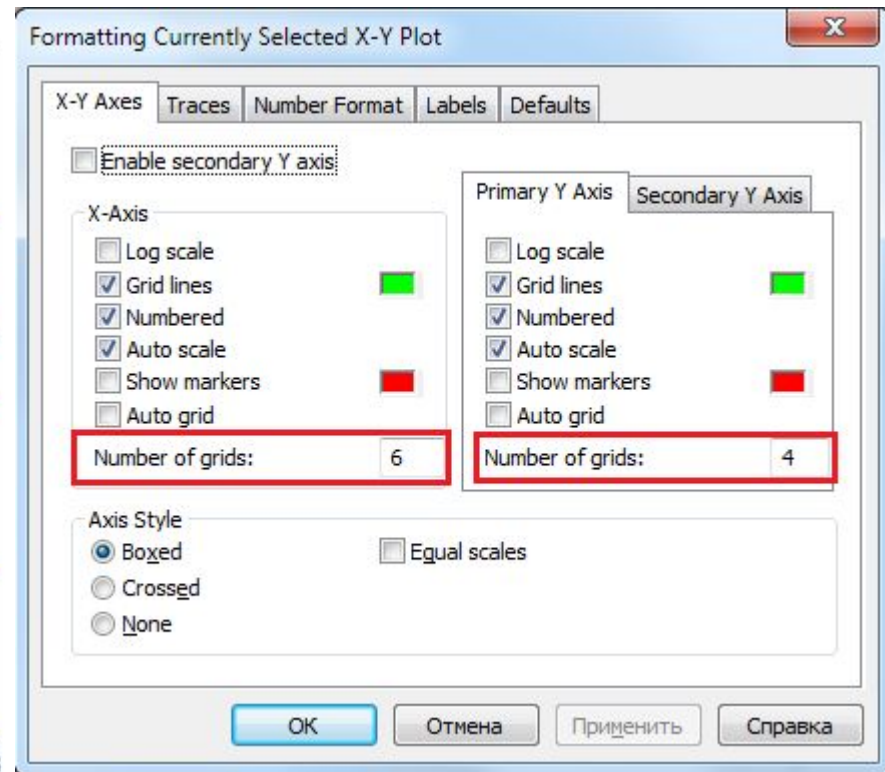 Formatting Currently Selected X-Y Plot
X-Y Axes Traces Number Format Labels Defaults
Enable secondary Y axis
X-Axis
Log scale
Grid lines
Numbered
Auto scale
Show markers
Auto grid
Number of grids: 6
Primary Y Axis Secondary Y Axis
Log scale
Grid lines
Numbered
Auto scale
Show markers
Auto grid
Number of grids: 4
Axis Style
Boxed
Crossed
None
Equal scales
OK Отмена Применить Справка